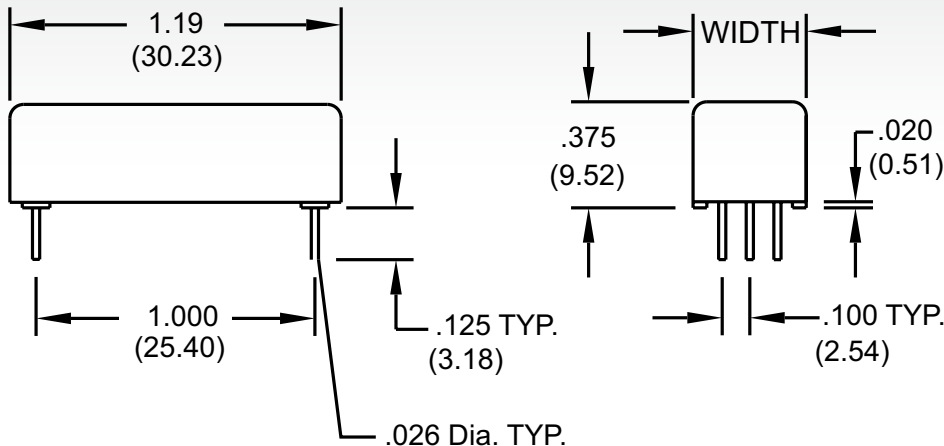 1.19
(30.23)
WIDTH
.375
(9.52)
.020
(0.51)
1.000
(25.40)
.125 TYP.
(3.18)
.100 TYP.
(2.54)
.026 Dia. TYP.